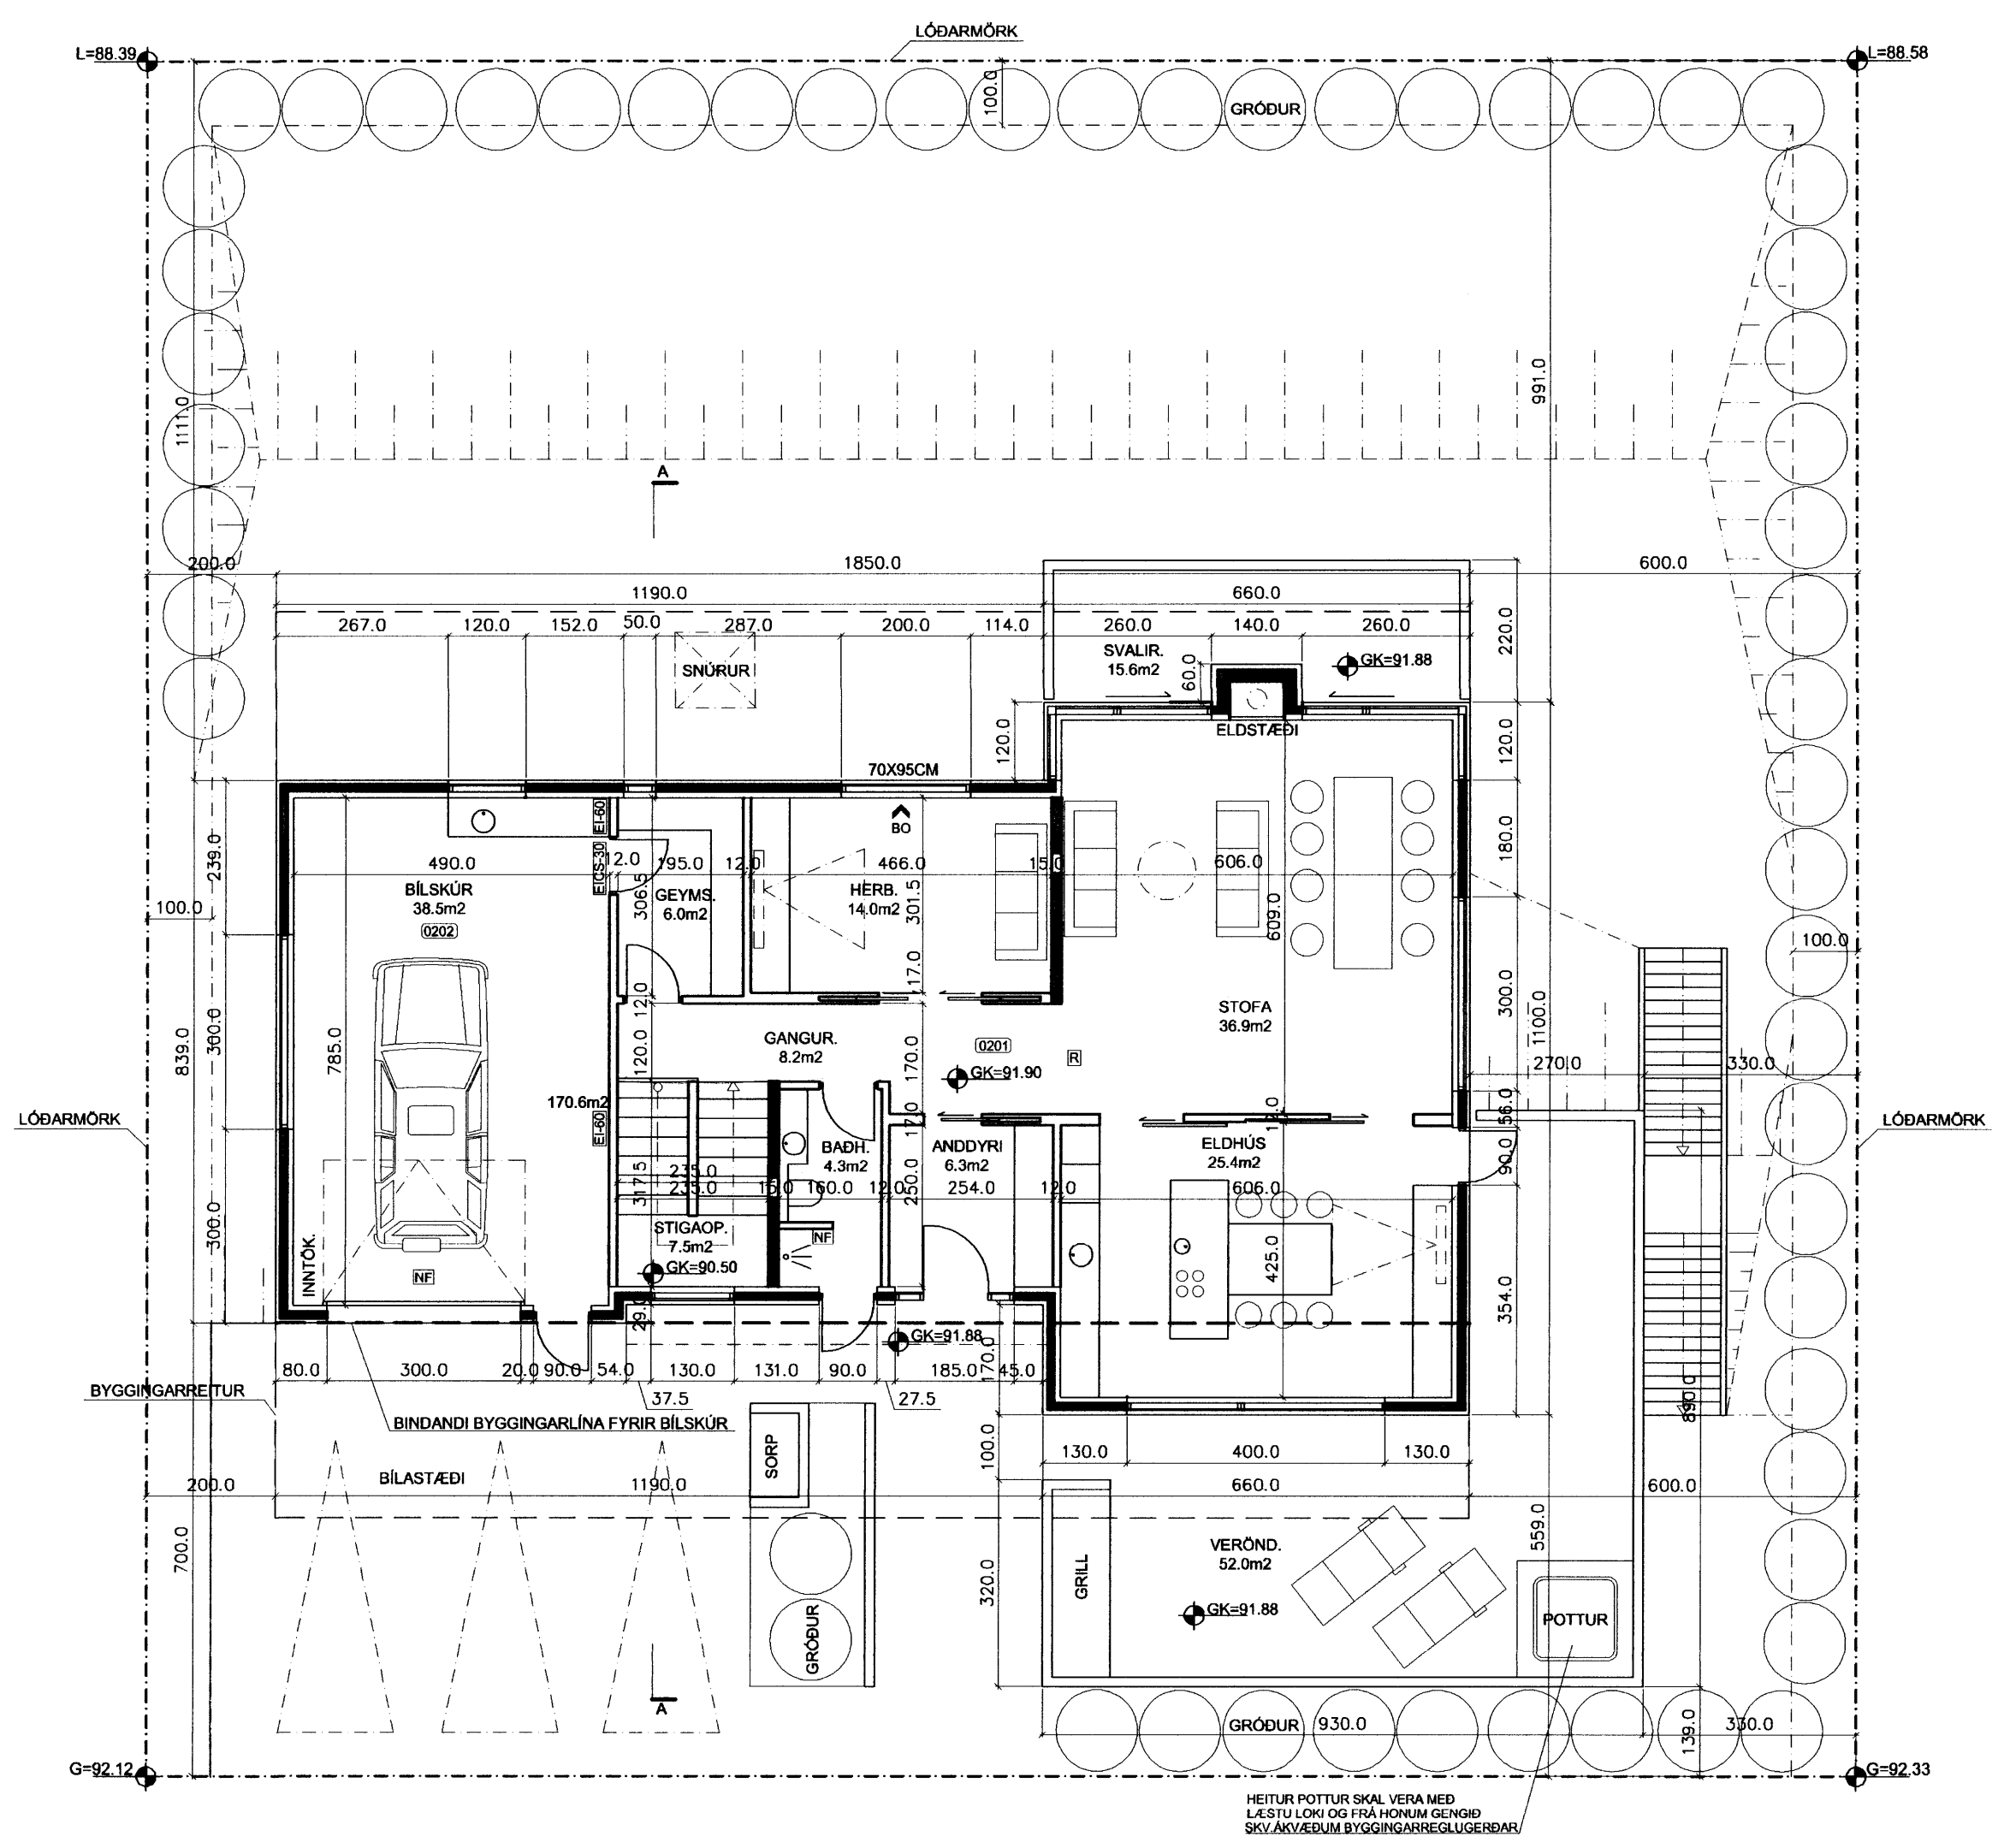 LÓÐARMÖRK
L=88.39
L=88.58
100.0
GRÓÐUR
1111.0
991.0
A
200.0
1850.0
600.0
1190.0
660.0
267.0
120.0
152.0
50.0
287.0
200.0
114.0
260.0
140.0
260.0
220.0
SNÚRUR
SVALIR.
15.6m2
60.0
GK=91.88
ELDSTÆÐI
120.0
120.0
70X95CM
BO
EI-60
EICS-30
239.0
180.0
490.0
12.0
195.0
12.0
466.0
15.0
606.0
BÍLSKÚR
38.5m2
0202
GEYMS.
6.0m2
306.5
HERB.
14.0m2
301.5
609.0
100.0
100.0
17.0
12.0
300.0
STOFA
36.9m2
GANGUR.
8.2m2
0201
R
GK=91.90
839.0
300.0
785.0
120.0
170.0
300.0
1100.0
270.0
330.0
170.6m2
EI-60
LÓÐARMÖRK
LÓÐARMÖRK
17.0
12.0
56.0
BAÐH.
4.3m2
ANDDYRI
6.3m2
ELDHÚS
25.4m2
90.0
317.5
235.0
235.0
15.0
160.0
12.0
250.0
254.0
12.0
606.0
300.0
STIGAOP.
7.5m2
NF
GK=90.50
INNTÖK.
NF
425.0
354.0
29.0
GK=91.88
170.0
80.0
300.0
20.0
90.0
54.0
130.0
131.0
90.0
185.0
45.0
37.5
27.5
890.0
BYGGINGARREITUR
BINDANDI BYGGINGARLÍNA FYRIR BÍLSKÚR
SORP
100.0
130.0
400.0
130.0
BÍLASTÆÐI
200.0
1190.0
660.0
600.0
700.0
559.0
320.0
GRILL
VERÖND.
52.0m2
GK=91.88
POTTUR
GRÓÐUR
A
GRÓÐUR
930.0
330.0
139.0
G=92.12
G=92.33
HEITUR POTTUR SKAL VERA MEÐ
LÆSTU LOKI OG FRÁ HONUM GENGIÐ
SKV.ÁKVÆÐUM BYGGINGARREGLUGERÐAR